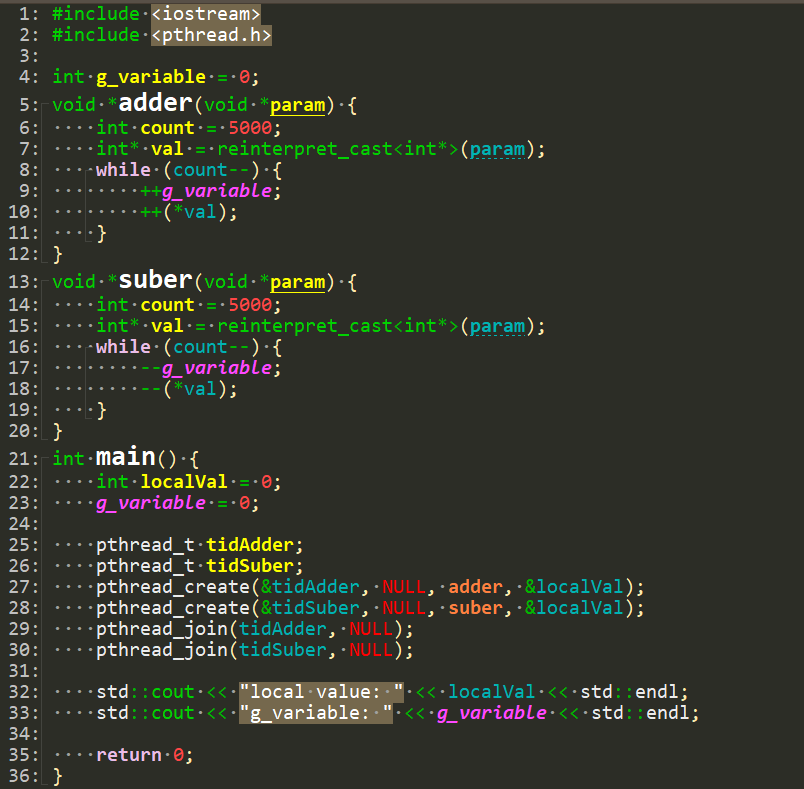 1: #include <iostream>
2: #include <pthread.h>
3:
4: int g_variable = 0;
5: void *adder(void *param) {
6: ····int count = 5000;
7: ····int* val = reinterpret_cast<int*>(param);
8: ····while (count--) {
9: ········++g_variable;
10: ········++(*val);
11: ····}
12: }
13: void *suber(void *param) {
14: ····int count = 5000;
15: ····int* val = reinterpret_cast<int*>(param);
16: ····while (count--) {
17: ········--g_variable;
18: ········--(*val);
19: ····}
20: }
21: int main() {
22: ····int localVal = 0;
23: ····g_variable = 0;
24:
25: ····pthread_t tidAdder;
26: ····pthread_t tidSuber;
27: ····pthread_create(&tidAdder, NULL, adder, &localVal);
28: ····pthread_create(&tidSuber, NULL, suber, &localVal);
29: ····pthread_join(tidAdder, NULL);
30: ····pthread_join(tidSuber, NULL);
31:
32: ····std::cout << "local value: " << localVal << std::endl;
33: ····std::cout << "g_variable: " << g_variable << std::endl;
34:
35: ····return 0;
36: }